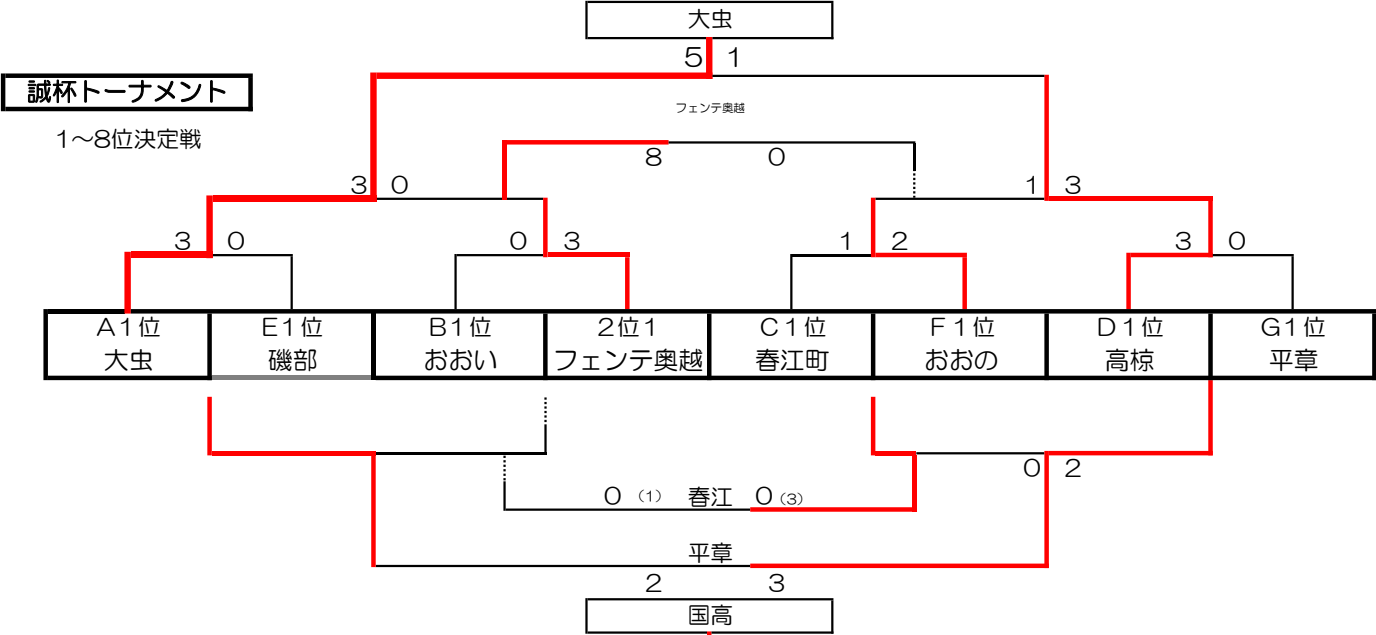 大虫
5 1
誠杯トーナメント
フェンテ奥越
1～8位決定戦
8 0
3 0 1 3
3 0 0 3 1 2 3 0
A1位 E1位 B1位 2位1 C1位 F1位 D1位 G1位
大虫 磯部 おおい フェンテ奥越 春江町 おおの 高椋 平章
0 2
0 (1) 春江 0 (3)
平章
2 3
国高